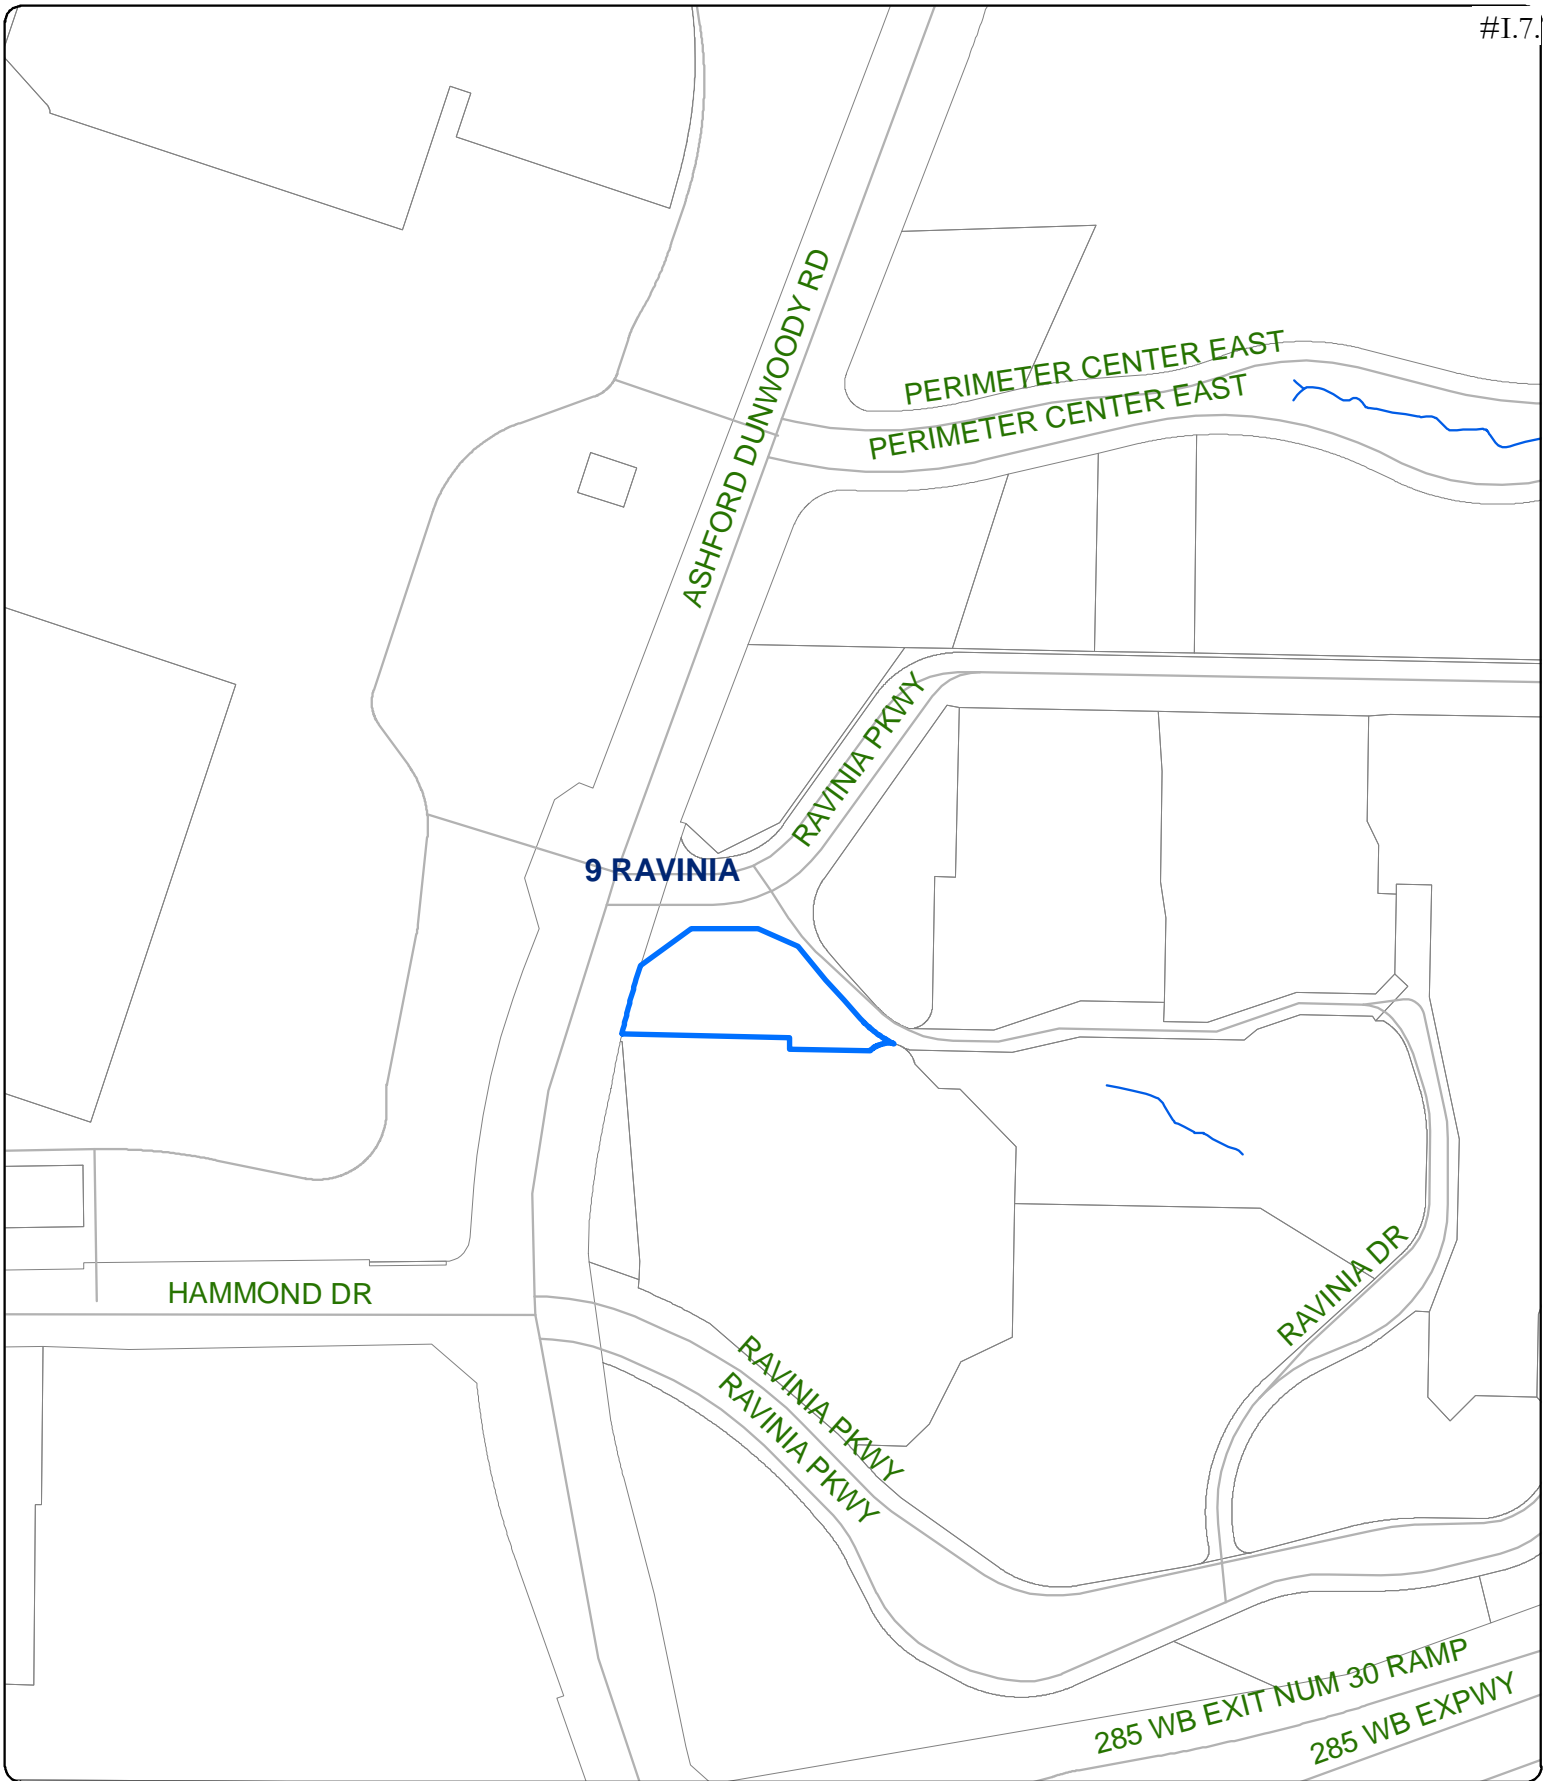 #I.7.
ASHFORD DUNWOODY RD
PERIMETER CENTER EAST
PERIMETER CENTER EAST
RAVINIA PKWY
9 RAVINIA
HAMMOND DR
RAVINIA DR
RAVINIA PKWY
RAVINIA PKWY
285 WB EXIT NUM 30 RAMP
285 WB EXPWY